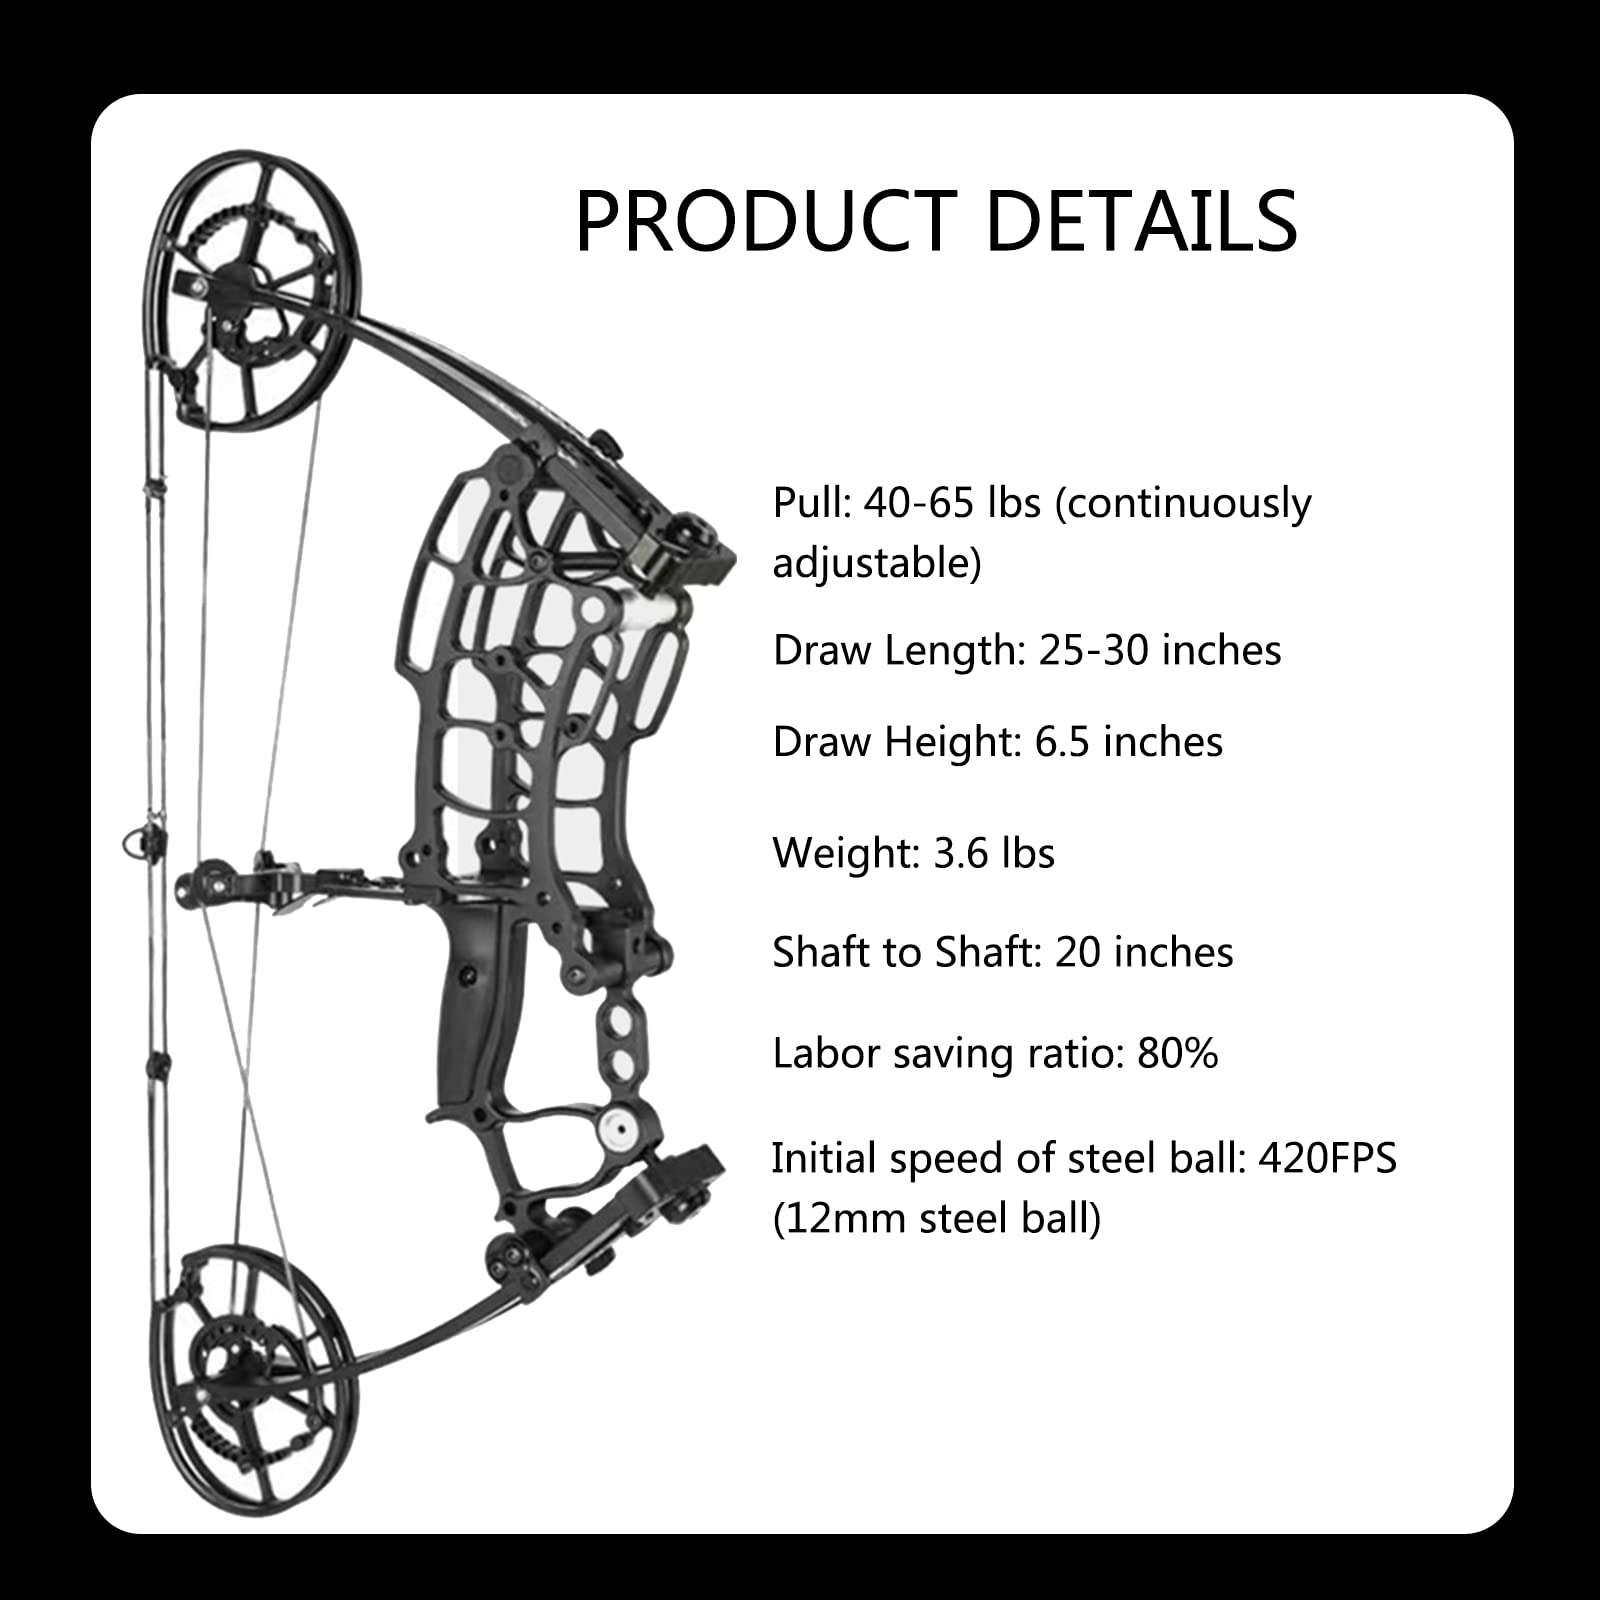 PRODUCT DETAILS
Pull: 40-65 lbs (continuously
adjustable)
Draw Length: 25-30 inches
Draw Height: 6.5 inches
Weight: 3.6 lbs
Shaft to Shaft: 20 inches
Labor saving ratio: 80%
Initial speed of steel ball: 420FPS
(12mm steel ball)